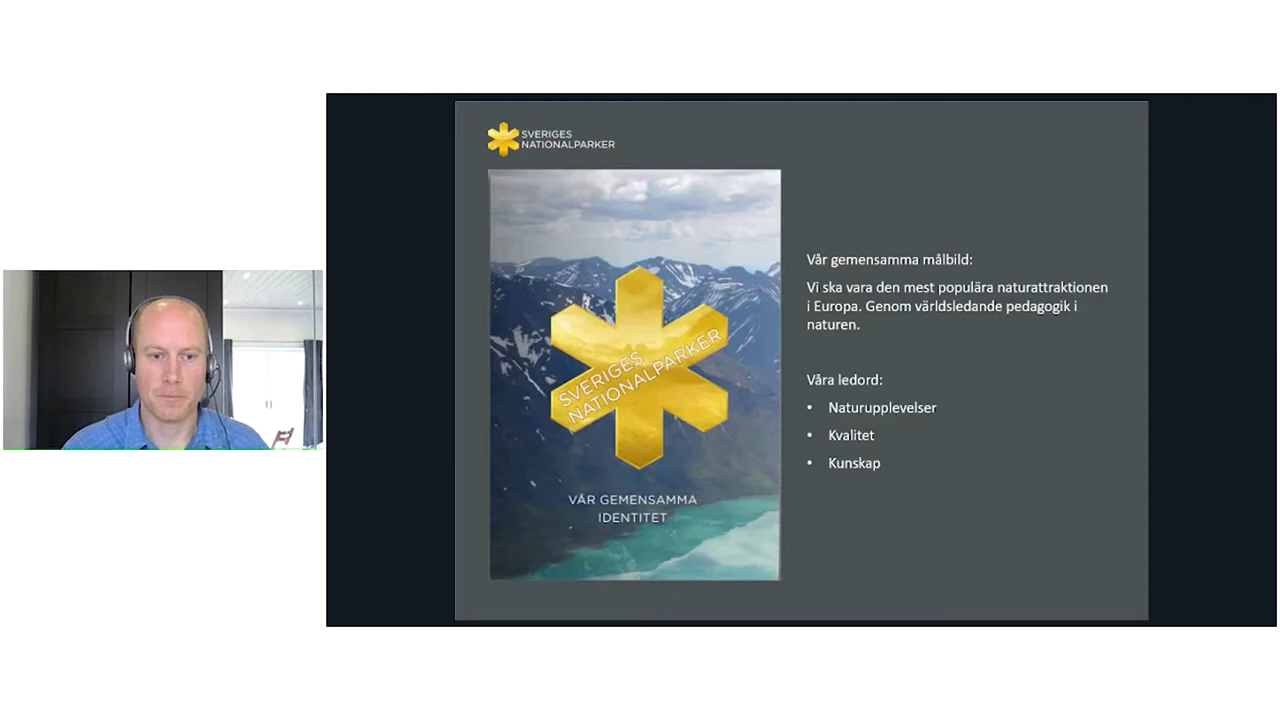 SVERIGES
NATIONALPARKER
SVERIGES
NATIONALPARKER
VÅR GEMENSAMMA
IDENTITET
Vår gemensamma målbild:
Vi ska vara den mest populära naturattraktionen
i Europa. Genom världsledande pedagogik i
naturen.
Våra ledord:
• Naturupplevelser
• Kvalitet
• Kunskap